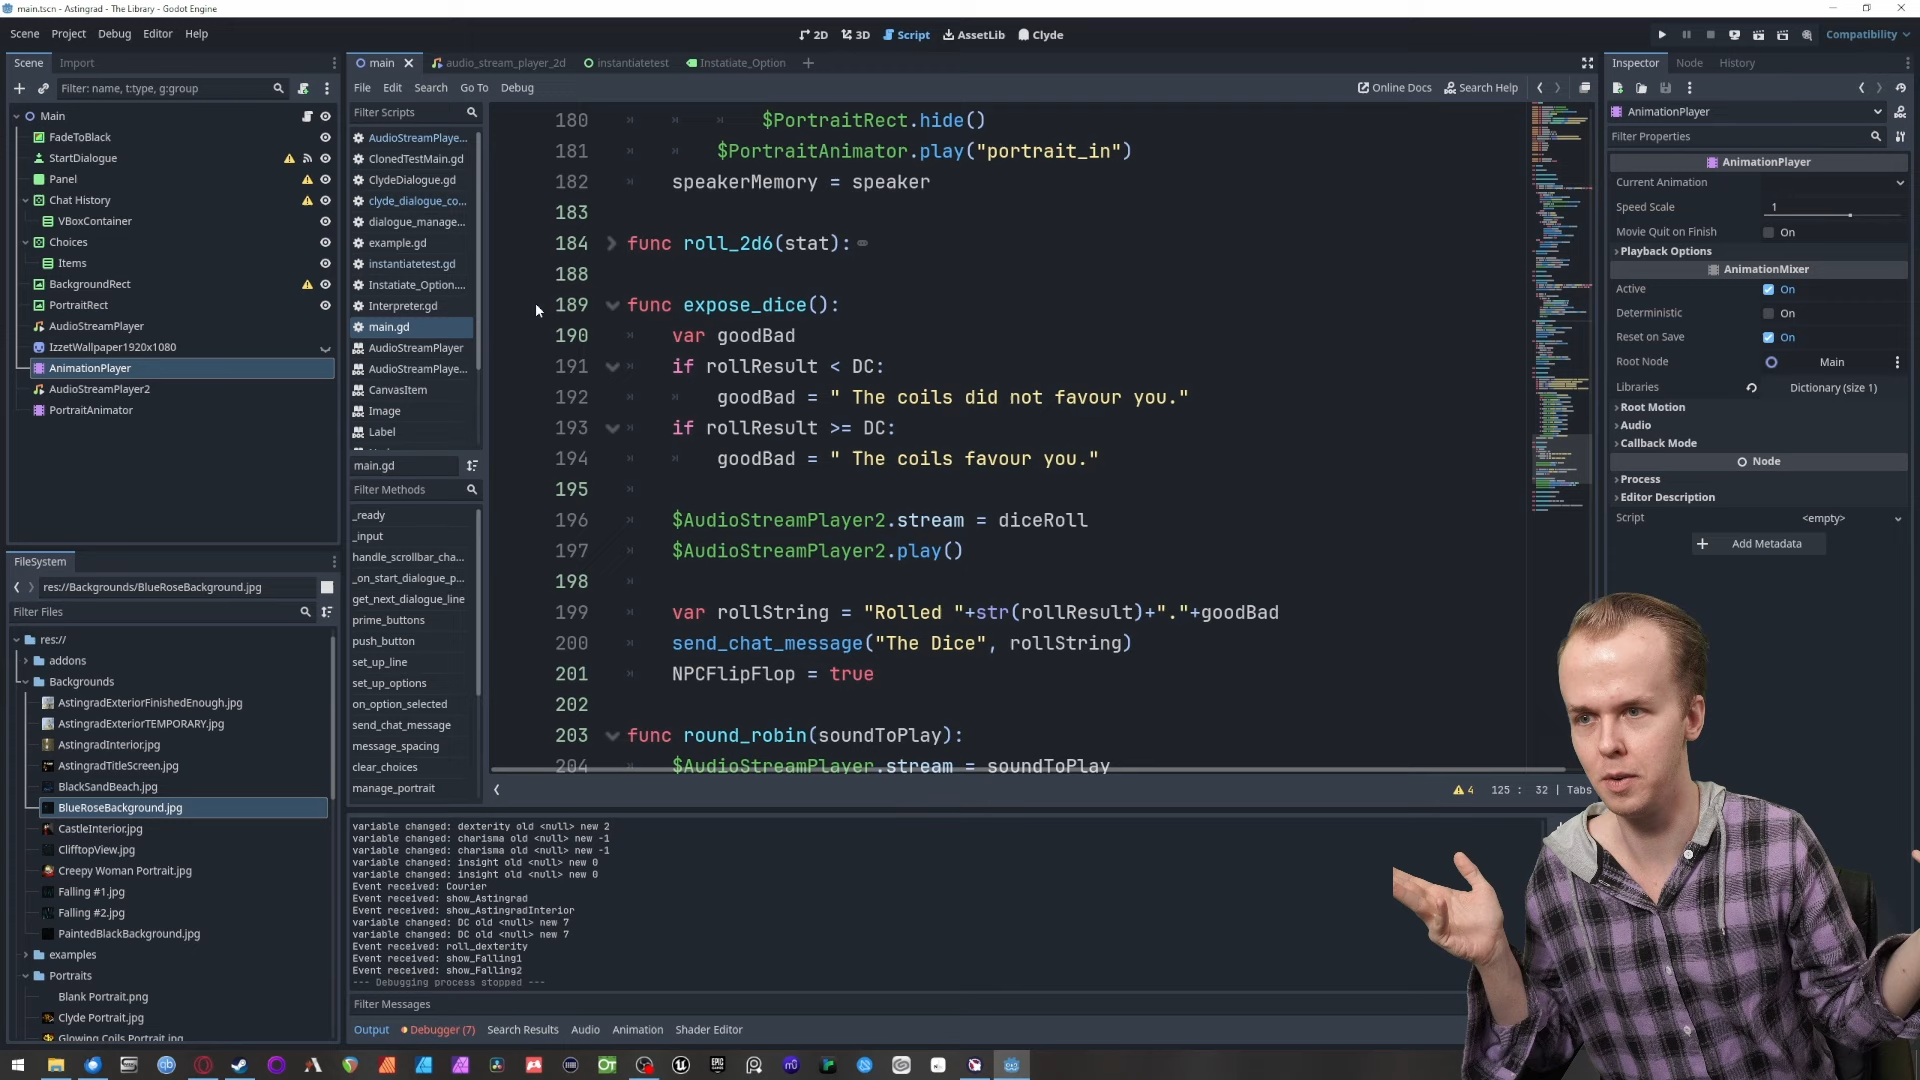 main.tscn - Astingrad - The Library - Godot Engine
Scene Project Debug Editor Help
2D 3D Script AssetLib Clyde
Compatibility
Scene Import
Filter: name, t:type, g:group
Main
FadeToBlack
StartDialogue
Panel
Chat History
VBoxContainer
Choices
Items
BackgroundRect
PortraitRect
AudioStreamPlayer
IzzetWallpaper1920x1080
AnimationPlayer
AudioStreamPlayer2
PortraitAnimator
FileSystem
res://Backgrounds/BlueRoseBackground.jpg
Filter Files
res://
addons
Backgrounds
AstingradExteriorFinishedEnough.jpg
AstingradExteriorTEMPORARY.jpg
AstingradInterior.jpg
AstingradTitleScreen.jpg
BlackSandBeach.jpg
BlueRoseBackground.jpg
CastleInterior.jpg
ClifftopView.jpg
Creepy Woman Portrait.jpg
Falling #1.jpg
Falling #2.jpg
PaintedBlackBackground.jpg
examples
Portraits
Blank Portrait.png
Clyde Portrait.jpg
Glowing Coils Portrait.jpg
main audio_stream_player_2d instantiatetest Instatiate_Option
File Edit Search Go To Debug
Online Docs Search Help
Filter Scripts
AudioStreamPlaye...
ClonedTestMain.gd
ClydeDialogue.gd
clyde_dialogue_co...
dialogue_manage...
example.gd
instantiatetest.gd
Instatiate_Option....
Interpreter.gd
main.gd
AudioStreamPlayer
AudioStreamPlaye...
CanvasItem
Image
Label
main.gd
Filter Methods
_ready
_input
handle_scrollbar_cha...
_on_start_dialogue_p...
get_next_dialogue_line
prime_buttons
push_button
set_up_line
set_up_options
on_option_selected
send_chat_message
message_spacing
clear_choices
manage_portrait
180 $PortraitRect.hide()
181 $PortraitAnimator.play("portrait_in")
182 speakerMemory = speaker
183
184 func roll_2d6(stat):
188
189 func expose_dice():
190 var goodBad
191 if rollResult < DC:
192 goodBad = " The coils did not favour you."
193 if rollResult >= DC:
194 goodBad = " The coils favour you."
195
196 $AudioStreamPlayer2.stream = diceRoll
197 $AudioStreamPlayer2.play()
198
199 var rollString = "Rolled "+str(rollResult)+"."+goodBad
200 send_chat_message("The Dice", rollString)
201 NPCFlipFlop = true
202
203 func round_robin(soundToPlay):
204 $AudioStreamPlayer.stream = soundToPlay
4 125 : 32 | Tabs
variable changed: dexterity old <null> new 2
variable changed: charisma old <null> new -1
variable changed: charisma old <null> new -1
variable changed: insight old <null> new 0
variable changed: insight old <null> new 0
Event received: Courier
Event received: show_Astingrad
Event received: show_AstingradInterior
variable changed: DC old <null> new 7
variable changed: DC old <null> new 7
Event received: roll_dexterity
Event received: show_Falling1
Event received: show_Falling2
--- Debugging process stopped ---
Filter Messages
Output Debugger (7) Search Results Audio Animation Shader Editor
Inspector Node History
AnimationPlayer
Filter Properties
AnimationPlayer
Current Animation
Speed Scale 1
Movie Quit on Finish On
Playback Options
AnimationMixer
Active On
Deterministic On
Reset on Save On
Root Node Main
Libraries Dictionary (size 1)
Root Motion
Audio
Callback Mode
Node
Process
Editor Description
Script <empty>
Add Metadata